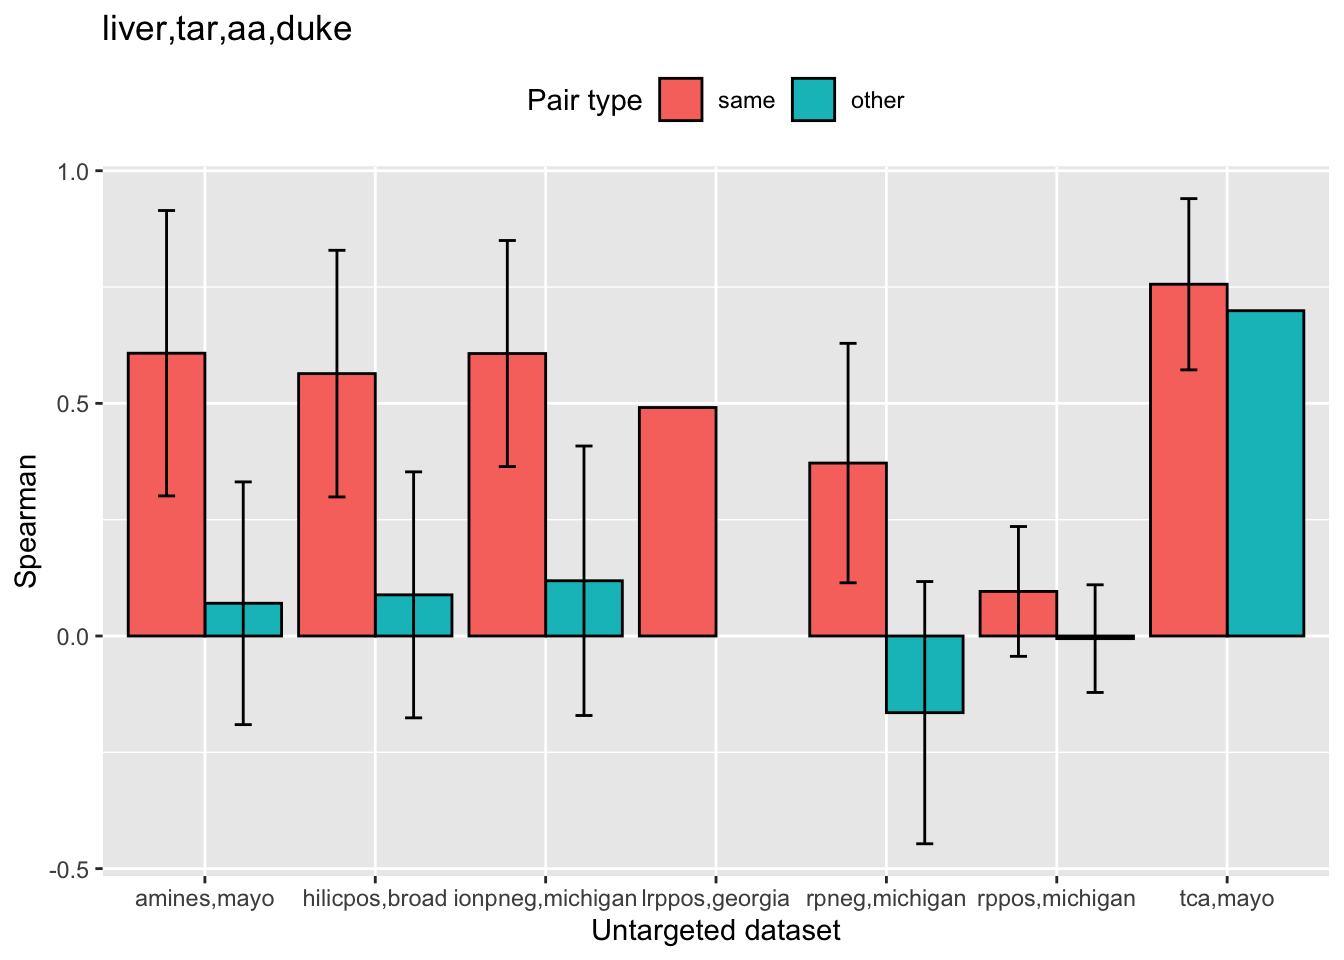 liver,tar,aa,duke
Pair type same other
1.0
0.5
0.0
-0.5
Spearman
amines,mayo hilicpos,broad ionpneg,michigan lrppos,georgia rpneg,michigan rppos,michigan tca,mayo
Untargeted dataset